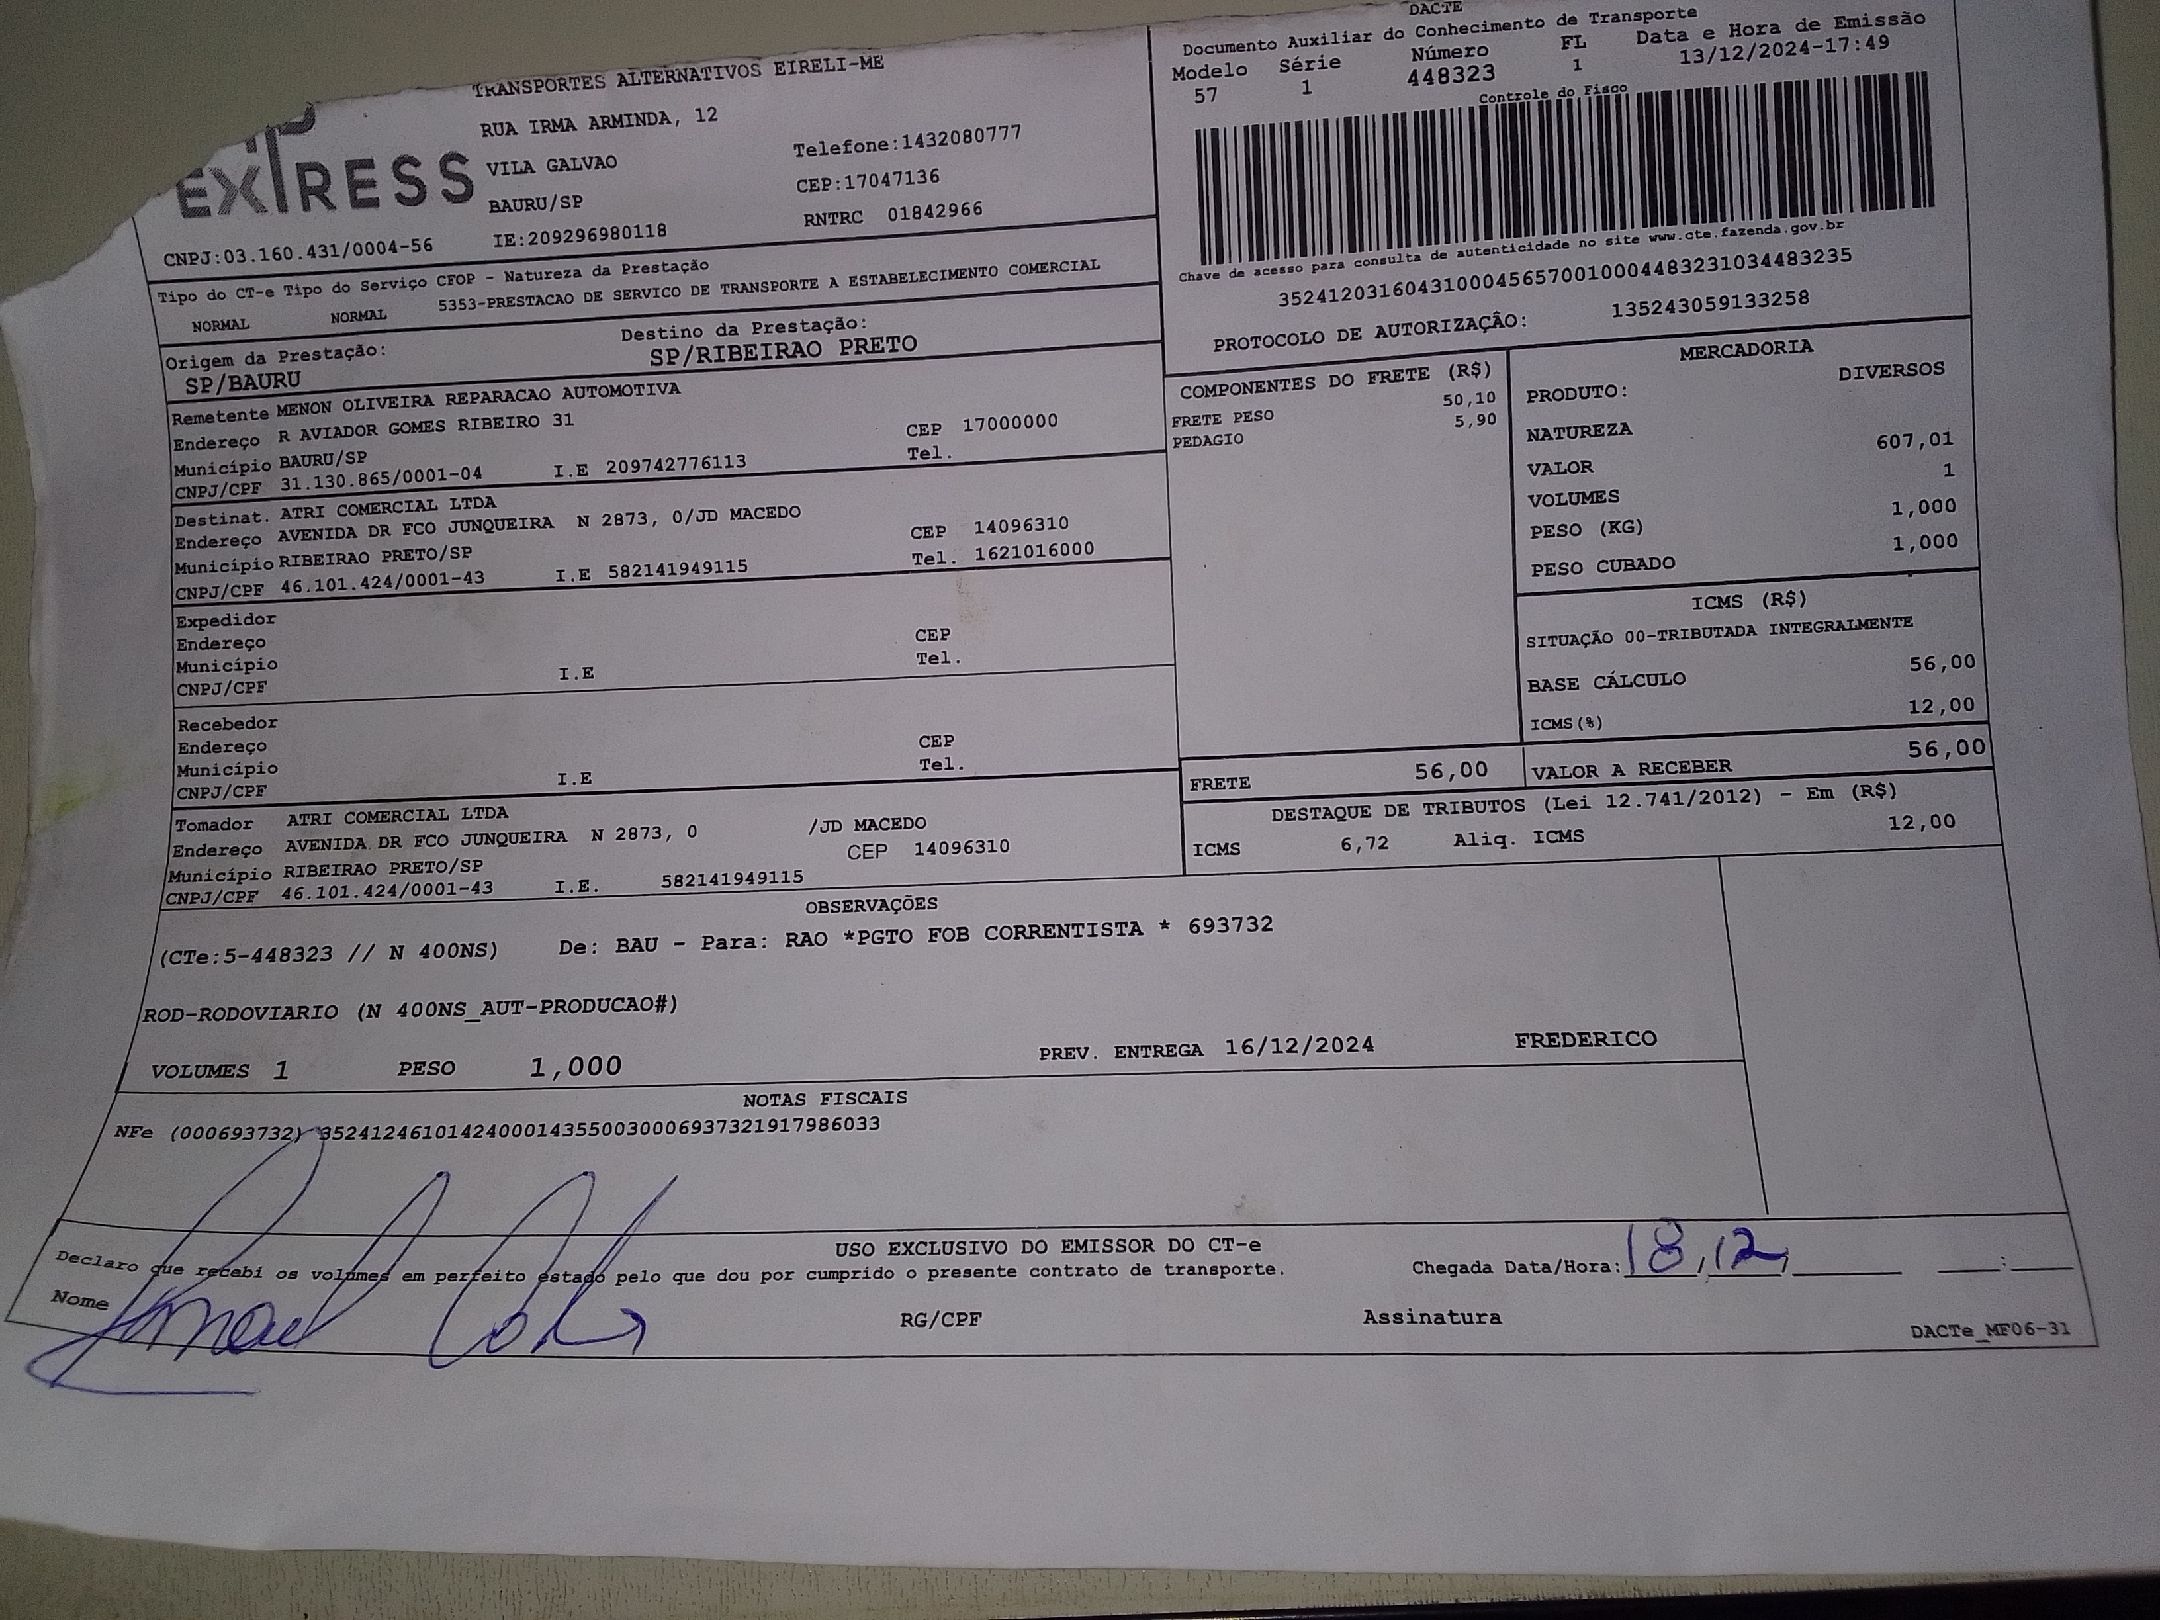 EXPRESS
TRANSPORTES ALTERNATIVOS EIRELI-ME
RUA IRMA ARMINDA, 12
VILA GALVAO Telefone:1432080777
BAURU/SP CEP:17047136
CNPJ:03.160.431/0004-56 IE:209296980118 RNTRC 01842966
DACTE
Documento Auxiliar do Conhecimento de Transporte
Modelo Série Número FL Data e Hora de Emissão
57 1 448323 1 13/12/2024-17:49
Controle do Fisco
Chave de acesso para consulta de autenticidade no site www.cte.fazenda.gov.br
35241203160431000456570010004483231034483235
PROTOCOLO DE AUTORIZAÇÂO: 135243059133258
Tipo do CT-e Tipo do Serviço CFOP - Natureza da Prestação
NORMAL NORMAL 5353-PRESTACAO DE SERVICO DE TRANSPORTE A ESTABELECIMENTO COMERCIAL
Origem da Prestação: Destino da Prestação:
SP/BAURU SP/RIBEIRAO PRETO
Remetente MENON OLIVEIRA REPARACAO AUTOMOTIVA
Endereço R AVIADOR GOMES RIBEIRO 31 CEP 17000000
Município BAURU/SP Tel.
CNPJ/CPF 31.130.865/0001-04 I.E 209742776113
Destinat. ATRI COMERCIAL LTDA
Endereço AVENIDA DR FCO JUNQUEIRA N 2873, 0/JD MACEDO CEP 14096310
Município RIBEIRAO PRETO/SP Tel. 1621016000
CNPJ/CPF 46.101.424/0001-43 I.E 582141949115
Expedidor
Endereço CEP
Município Tel.
CNPJ/CPF I.E
Recebedor
Endereço CEP
Município Tel.
CNPJ/CPF I.E
Tomador ATRI COMERCIAL LTDA
Endereço AVENIDA DR FCO JUNQUEIRA N 2873, 0 /JD MACEDO
Município RIBEIRAO PRETO/SP CEP 14096310
CNPJ/CPF 46.101.424/0001-43 I.E. 582141949115
COMPONENTES DO FRETE (R$)
FRETE PESO 50,10
PEDAGIO 5,90
MERCADORIA
PRODUTO: DIVERSOS
NATUREZA
VALOR 607,01
VOLUMES 1
PESO (KG) 1,000
PESO CUBADO 1,000
ICMS (R$)
SITUAÇÃO 00-TRIBUTADA INTEGRALMENTE
BASE CÁLCULO 56,00
ICMS(%) 12,00
FRETE 56,00 VALOR A RECEBER 56,00
DESTAQUE DE TRIBUTOS (Lei 12.741/2012) - Em (R$)
ICMS 6,72 Aliq. ICMS 12,00
OBSERVAÇÕES
(CTe:5-448323 // N 400NS) De: BAU - Para: RAO *PGTO FOB CORRENTISTA * 693732
ROD-RODOVIARIO (N 400NS_AUT-PRODUCAO#)
VOLUMES 1 PESO 1,000 PREV. ENTREGA 16/12/2024 FREDERICO
NOTAS FISCAIS
NFe (000693732) 35241246101424000143550030006937321917986033
USO EXCLUSIVO DO EMISSOR DO CT-e
Declaro que recebi os volumes em perfeito estado pelo que dou por cumprido o presente contrato de transporte. Chegada Data/Hora: 18/12/ :
Nome RG/CPF Assinatura
DACTe_MF06-31